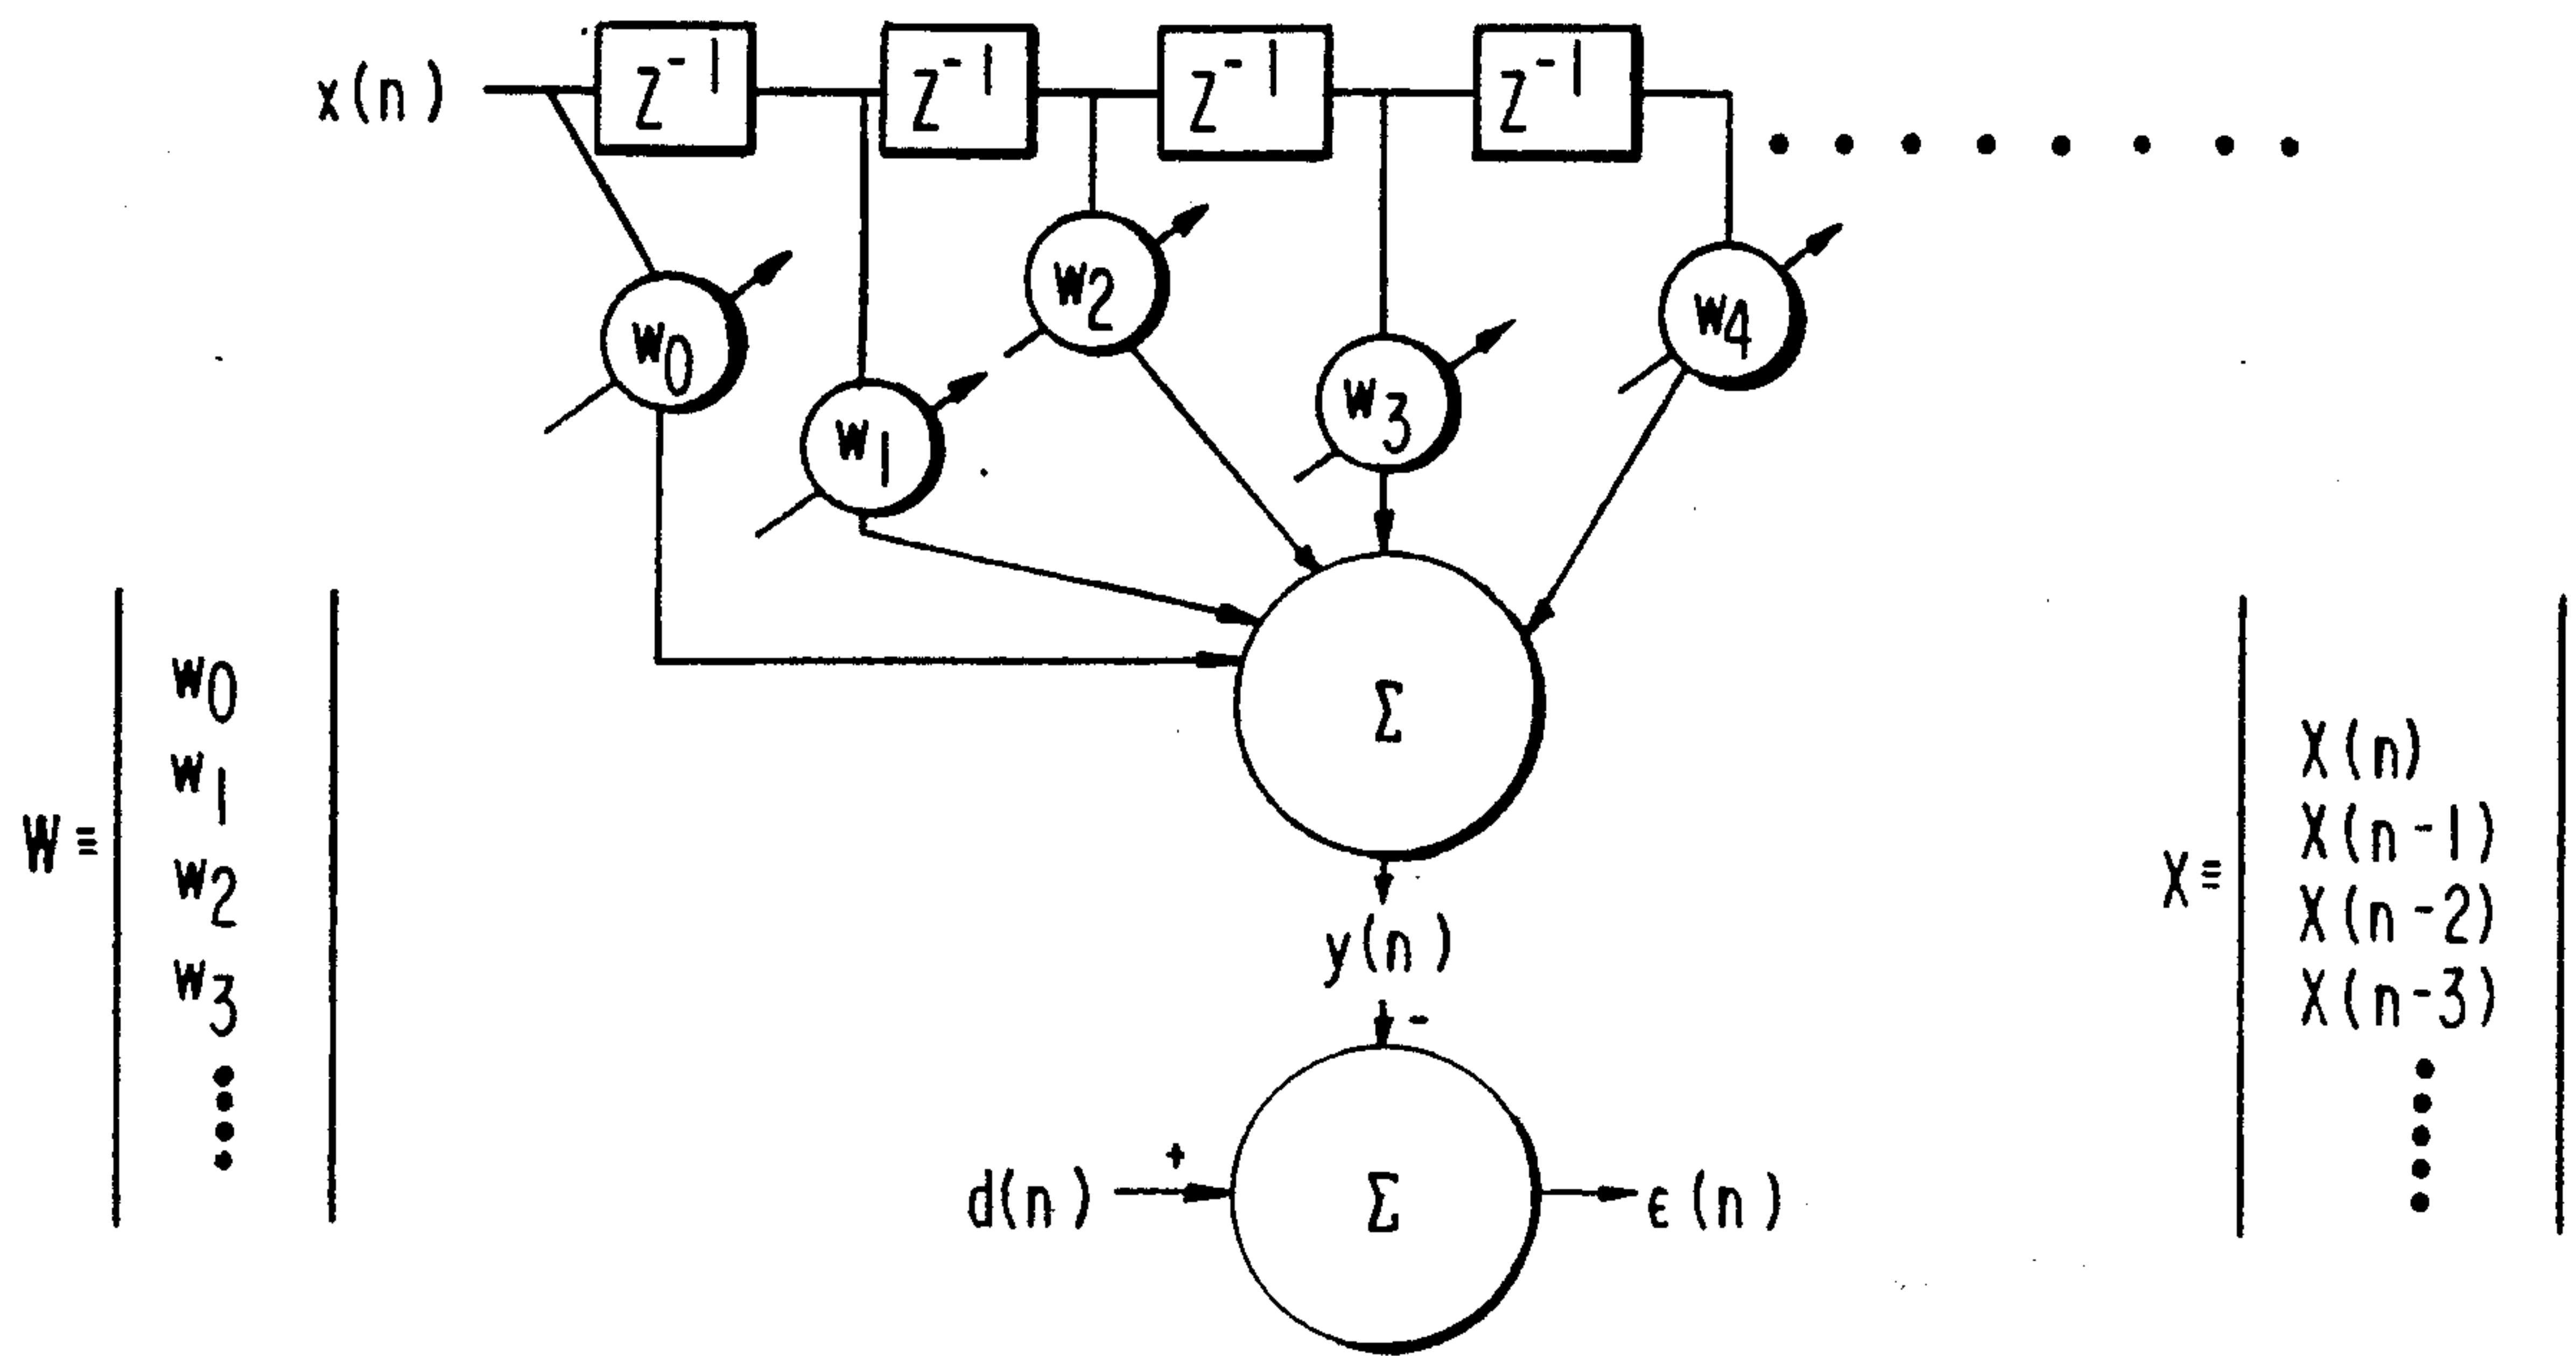 x(n) Z⁻¹ Z⁻¹ Z⁻¹ Z⁻¹ ........
w₀
w₁
w₂
w₃
w₄
Σ
W ≡
w₀
w₁
w₂
w₃
X ≡
X(n)
X(n-1)
X(n-2)
X(n-3)
y(n)
-
d(n) + Σ ϵ(n)